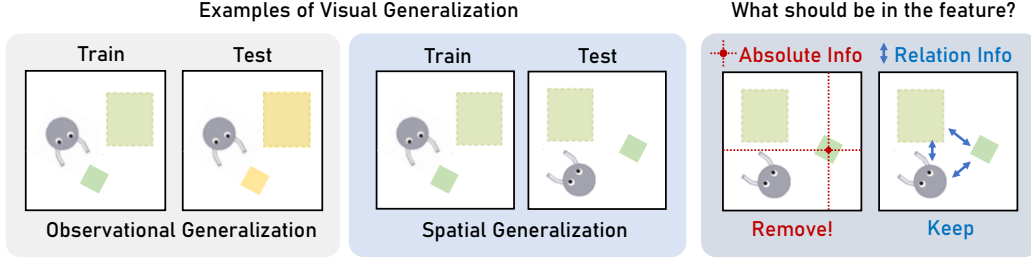 Examples of Visual Generalization
What should be in the feature?
Train
Test
Train
Test
Absolute Info
Relation Info
Observational Generalization
Spatial Generalization
Remove!
Keep